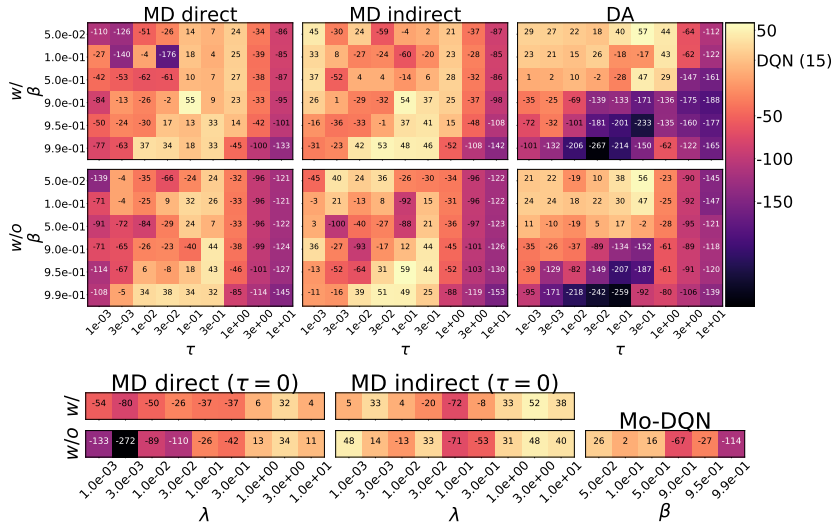 MD direct MD indirect DA
w/ β
5.0e-02 -110 -126 -51 -26 14 7 24 -34 -86 45 -30 24 -59 -4 2 21 -37 -87 29 27 22 18 40 57 44 -64 -112 50
1.0e-01 -27 -140 -4 -176 4 -2 20 -34 -85 33 8 -27 -24 -60 -20 23 -36 -87 23 21 15 26 -18 -17 43 -62 -122 DQN (15)
5.0e-01 -42 -53 -62 -61 10 7 27 -38 -87 37 -52 4 4 -14 6 28 -37 -88 1 2 10 -2 -28 47 29 -147 -161
9.0e-01 -84 -13 -26 -2 55 9 23 -33 -95 26 1 -29 -32 54 37 25 -37 -98 -35 -25 -69 -139 -133 -171 -135 -175 -188 -50
9.5e-01 -50 -24 -30 17 13 33 14 -42 -101 -16 -36 -33 -1 37 41 15 -48 -108 -72 -32 -101 -181 -201 -233 -135 -160 -177
9.9e-01 -77 -63 37 34 18 33 -45 -100 -133 -32 -21 42 53 48 46 -52 -108 -142 -101 -132 -206 -267 -214 -150 -69 -122 -165 -100
w/o β
5.0e-02 -139 -4 -35 -66 -24 24 32 -96 -121 -45 40 24 36 -26 -30 34 -96 -122 21 22 -19 -10 38 56 -23 -90 -145 -150
1.0e-01 -71 -4 -25 9 32 26 33 -96 -121 -3 21 13 8 -92 -15 33 -96 -122 24 24 22 31 30 47 -25 -91 -147
5.0e-01 -91 -72 -84 -29 24 27 33 -96 -121 -3 -100 -40 -27 -88 21 34 -96 -123 11 10 -19 5 17 -2 -25 -91 -123
9.0e-01 -71 -65 -26 -23 -40 44 -38 -99 -124 36 -27 -93 -17 12 44 -45 -103 -126 -35 -26 -37 -89 -134 -152 -61 -89 -118
9.5e-01 -114 -67 6 -8 18 43 -46 -101 -127 -13 -52 -64 31 59 44 -51 -101 -130 -39 -129 -82 -149 -207 -187 -61 -91 -120
9.9e-01 -108 -5 34 38 34 32 -65 -114 -145 -11 -16 39 51 49 25 -88 -119 -153 -95 -171 -218 -242 -259 -92 -80 -106 -139
1e-03 3e-03 1e-02 3e-02 1e-01 3e-01 1e+00 3e+00 1e+01 1e-03 3e-03 1e-02 3e-02 1e-01 3e-01 1e+00 3e+00 1e+01 1e-03 3e-03 1e-02 3e-02 1e-01 3e-01 1e+00 3e+00 1e+01
τ τ τ
MD direct (τ = 0) MD indirect (τ = 0)
w/ -54 -80 -50 -26 -37 -37 6 32 4 5 33 4 -20 -72 -8 33 52 38
Mo-DQN
w/o -133 -272 -89 -110 -26 -42 13 34 11 48 14 -13 33 -71 -53 31 48 40 26 2 16 -67 -27 -114
1.0e-03 3.0e-03 1.0e-02 3.0e-02 1.0e-01 3.0e-01 1.0e+00 3.0e+00 1.0e+01 1.0e-03 3.0e-03 1.0e-02 3.0e-02 1.0e-01 3.0e-01 1.0e+00 3.0e+00 1.0e+01 5.0e-02 1.0e-01 5.0e-01 9.0e-01 9.5e-01 9.9e-01
λ λ β